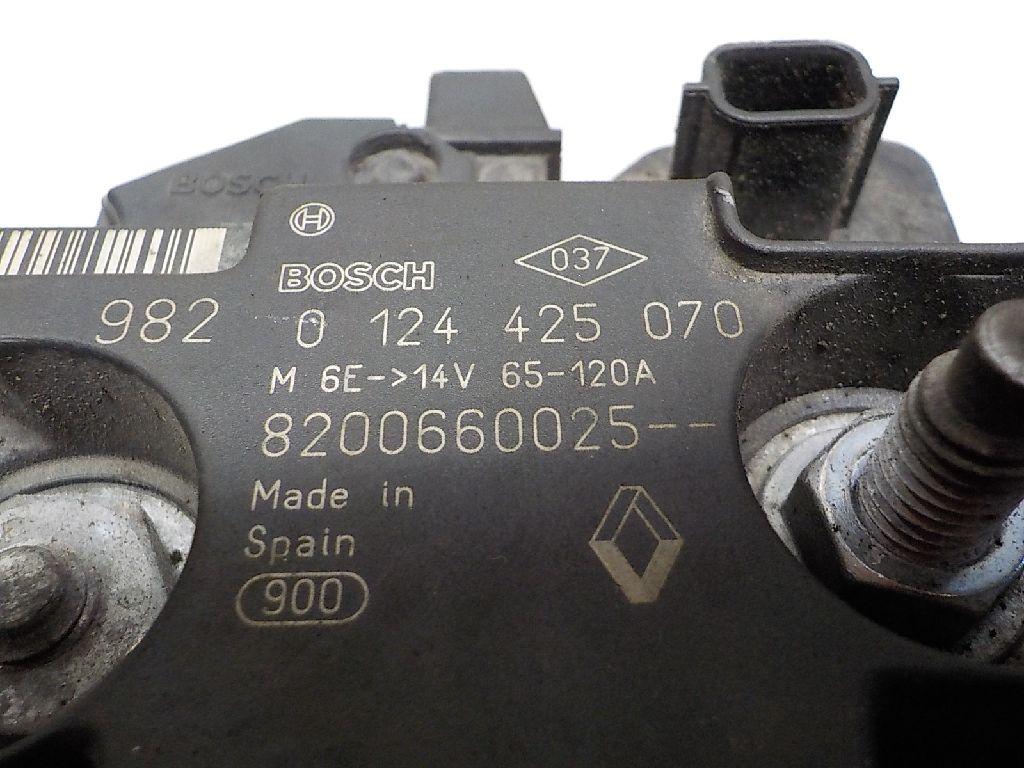 BOSCH
H
BOSCH
037
982 0 124 425 070
M 6E->14V 65-120A
8200660025--
Made in
Spain
900